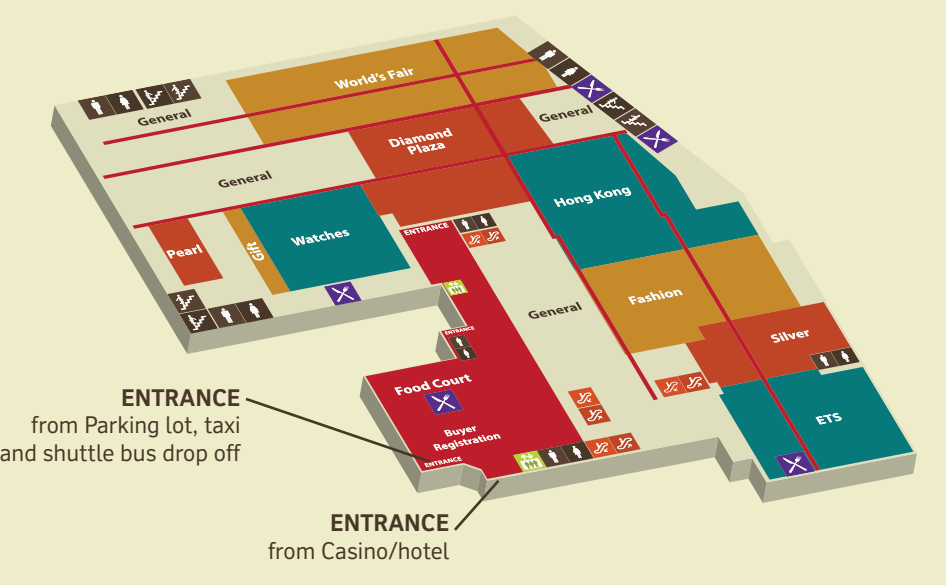 World's Fair
General
General
Diamond
Plaza
General
Hong Kong
Pearl
Gift
Watches
ENTRANCE
General
Fashion
Silver
ENTRANCE
Food Court
Buyer
Registration
ENTRANCE
ETS
ENTRANCE
from Parking lot, taxi
and shuttle bus drop off
ENTRANCE
from Casino/hotel